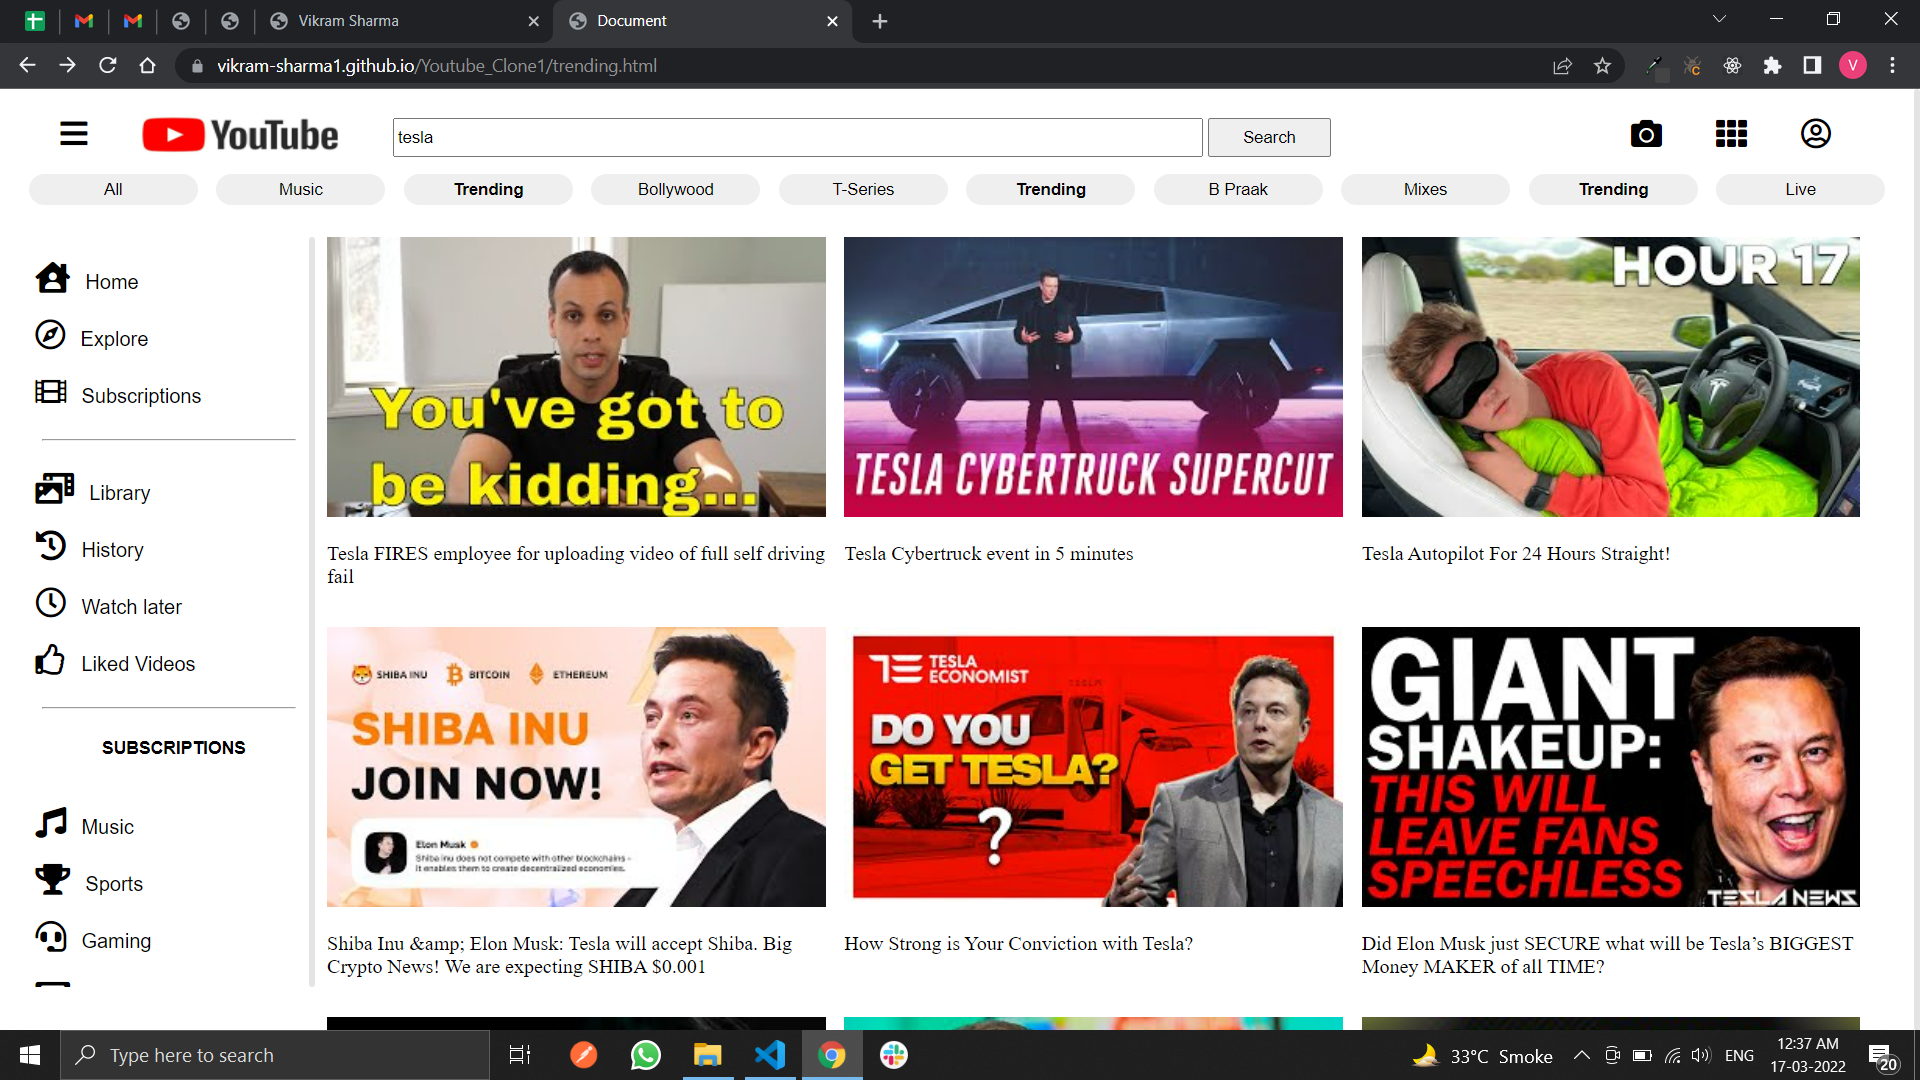 Vikram Sharma
Document
vikram-sharma1.github.io/Youtube_Clone1/trending.html
V
YouTube
tesla
Search
All
Music
Trending
Bollywood
T-Series
Trending
B Praak
Mixes
Trending
Live
Home
Explore
Subscriptions
Library
History
Watch later
Liked Videos
SUBSCRIPTIONS
Music
Sports
Gaming
You've got to
be kidding...
Tesla FIRES employee for uploading video of full self driving
fail
TESLA CYBERTRUCK SUPERCUT
Tesla Cybertruck event in 5 minutes
HOUR 17
Tesla Autopilot For 24 Hours Straight!
SHIBA INU
BITCOIN
ETHEREUM
SHIBA INU
JOIN NOW!
Elon Musk
Shiba inu does not compete with other blockchains -
it enables them to create decentralized economies.
Shiba Inu &amp; Elon Musk: Tesla will accept Shiba. Big
Crypto News! We are expecting SHIBA $0.001
TESLA
ECONOMIST
TESLA
DO YOU
GET TESLA?
?
How Strong is Your Conviction with Tesla?
GIANT
SHAKEUP:
THIS WILL
LEAVE FANS
SPEECHLESS
TESLA NEWS
Did Elon Musk just SECURE what will be Tesla’s BIGGEST
Money MAKER of all TIME?
Type here to search
33°C Smoke
ENG
12:37 AM
17-03-2022
20